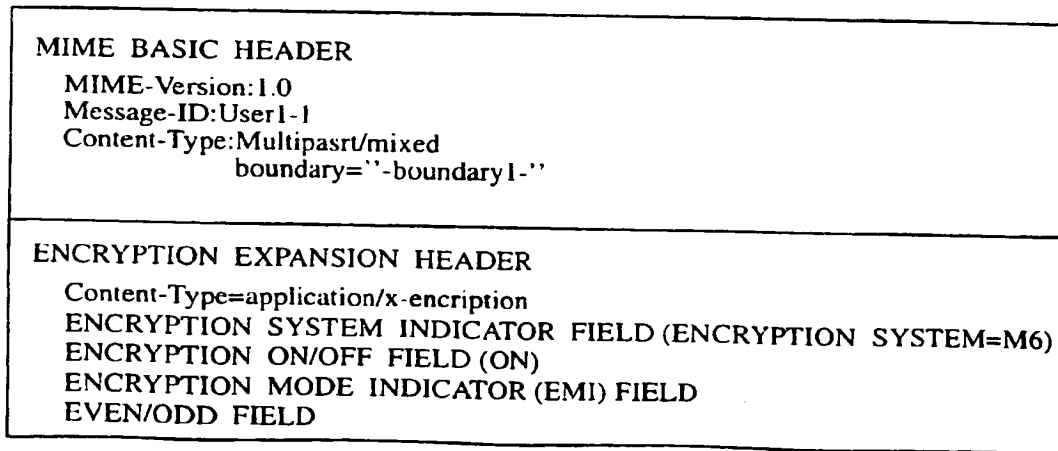 MIME BASIC HEADER
MIME-Version:1.0
Message-ID:User1-1
Content-Type:Multipasrt/mixed
boundary=''-boundary1-''
ENCRYPTION EXPANSION HEADER
Content-Type=application/x-encription
ENCRYPTION SYSTEM INDICATOR FIELD (ENCRYPTION SYSTEM=M6)
ENCRYPTION ON/OFF FIELD (ON)
ENCRYPTION MODE INDICATOR (EMI) FIELD
EVEN/ODD FIELD